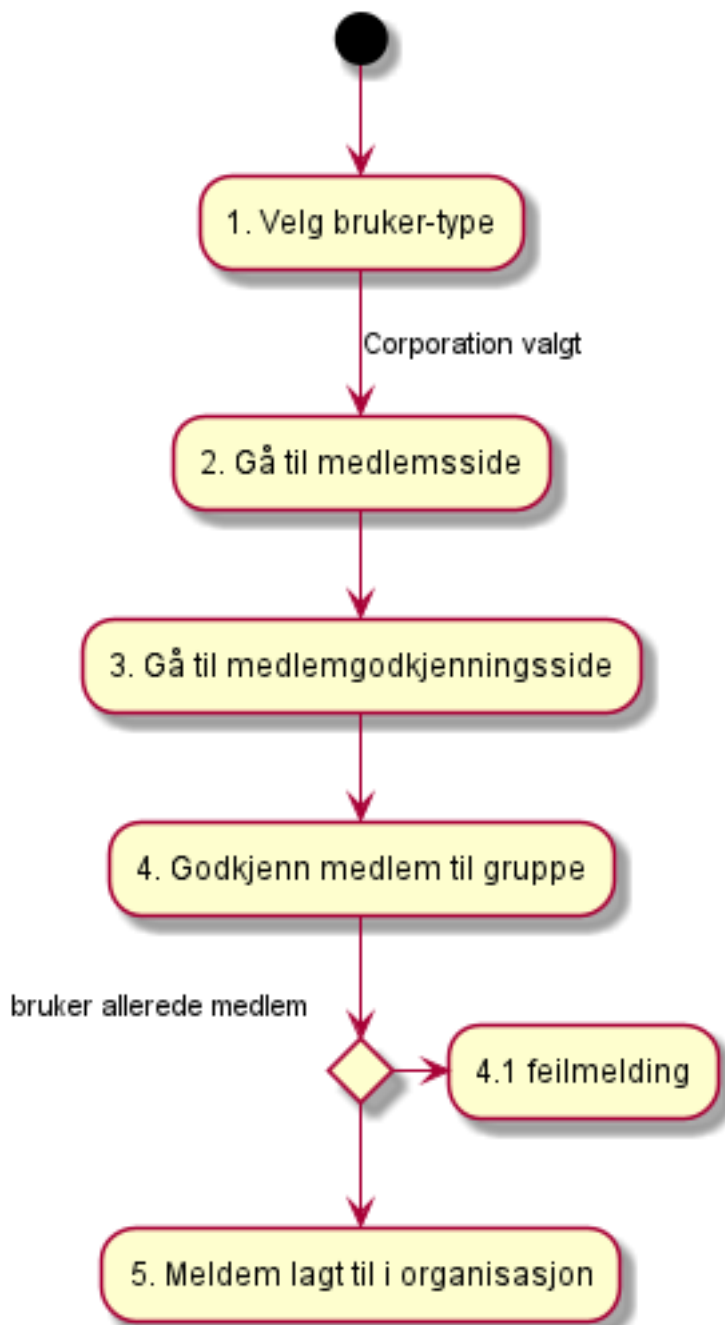 1. Velg bruker-type
Corporation valgt
2. Gå til medlemsside
3. Gå til medlemgodkjenningsside
4. Godkjenn medlem til gruppe
bruker allerede medlem
4.1 feilmelding
5. Meldem lagt til i organisasjon